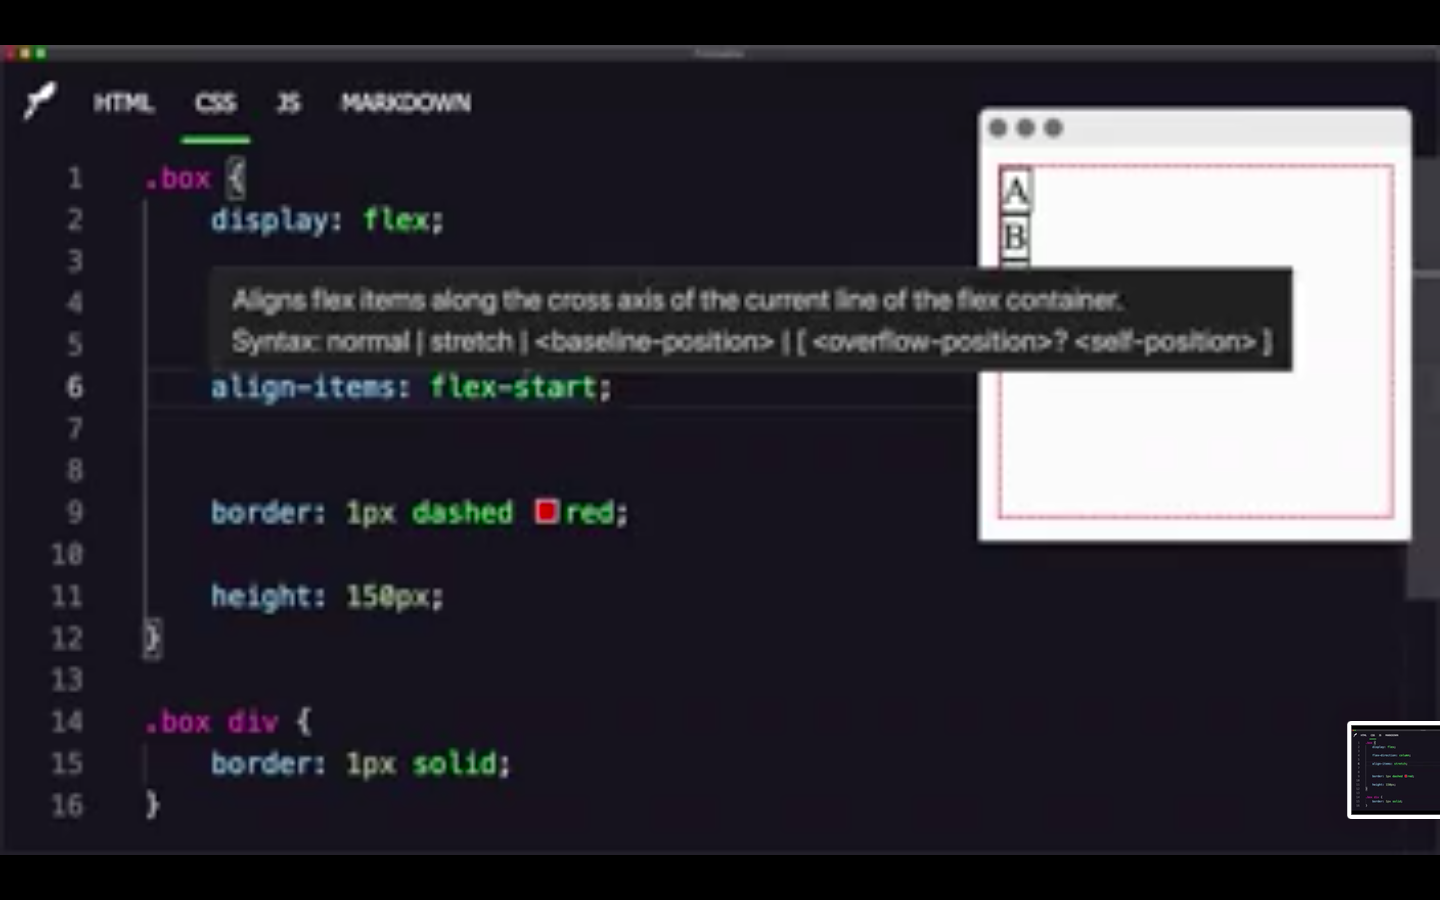 HTML CSS JS MARKDOWN
1 .box {
2 display: flex;
3
4
5
6 align-items: flex-start;
7
8
9 border: 1px dashed red;
10
11 height: 150px;
12 }
13
14 .box div {
15 border: 1px solid;
16 }
Aligns flex items along the cross axis of the current line of the flex container.
Syntax: normal | stretch | <baseline-position> | [ <overflow-position>? <self-position> ]
A
B